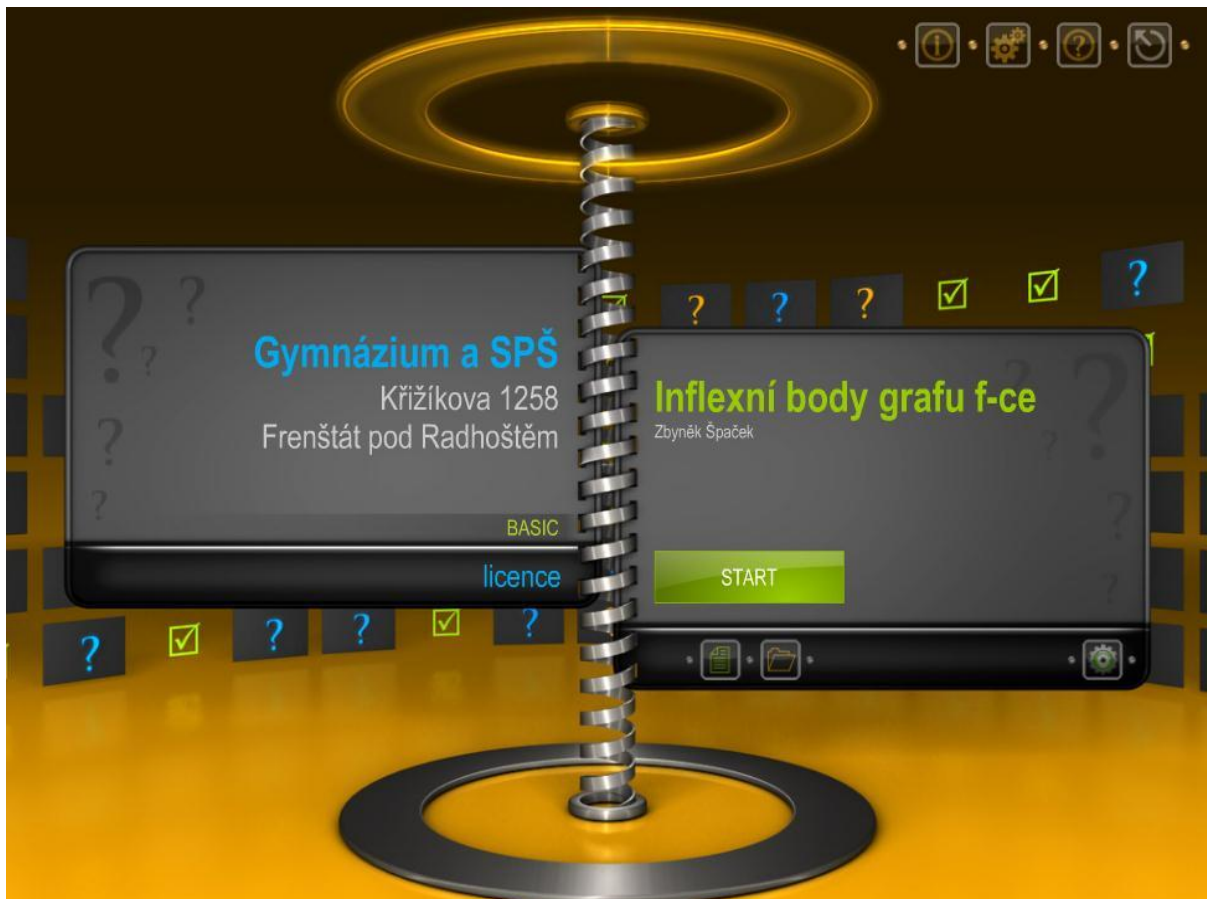 Gymnázium a SPŠ
Křižíkova 1258
Frenštát pod Radhoštěm
BASIC
licence
Inflexní body grafu f-ce
Zbyněk Špaček
START